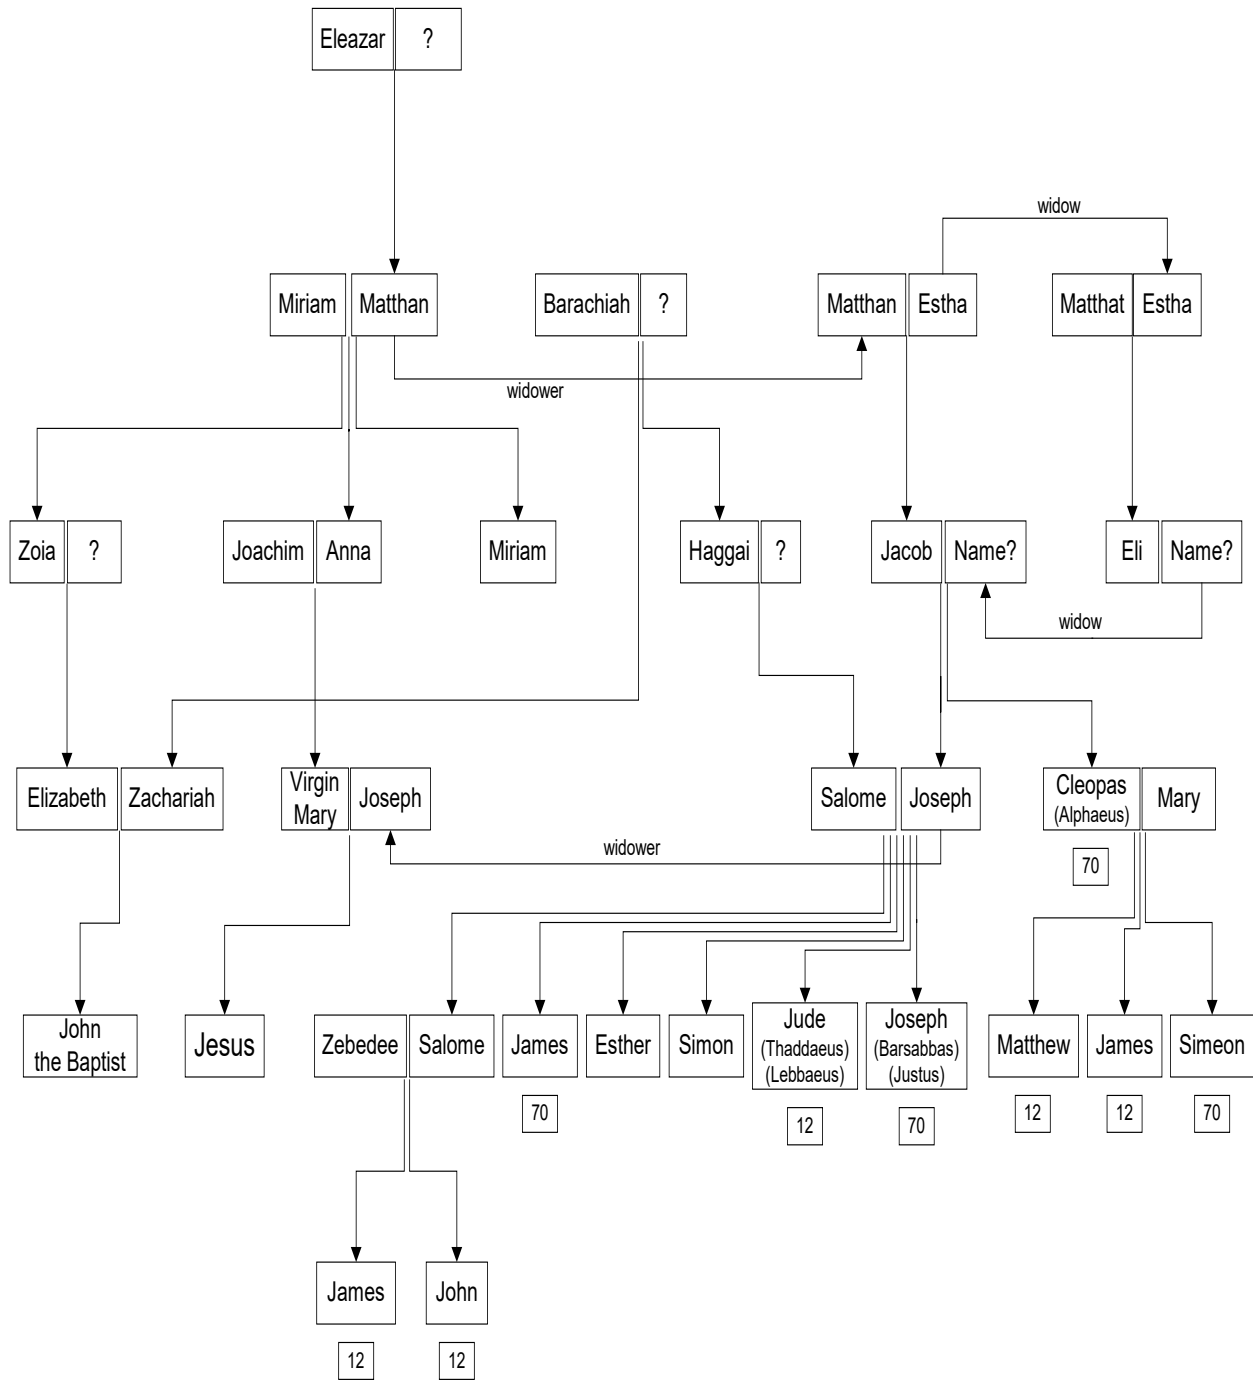 Eleazar ?
widow
Miriam Matthan Barachiah ? Matthan Estha Matthat Estha
widower
Zoia ? Joachim Anna Miriam Haggai ? Jacob Name? Eli Name?
widow
Elizabeth Zachariah
Virgin
Mary
Joseph
Salome Joseph
Cleopas
(Alphaeus)
Mary
widower
70
John
the Baptist
Jesus
Zebedee Salome James Esther Simon
Jude
(Thaddaeus)
(Lebbaeus)
Joseph
(Barsabbas)
(Justus)
Matthew James Simeon
70 12 70 12 12 70
James John
12 12